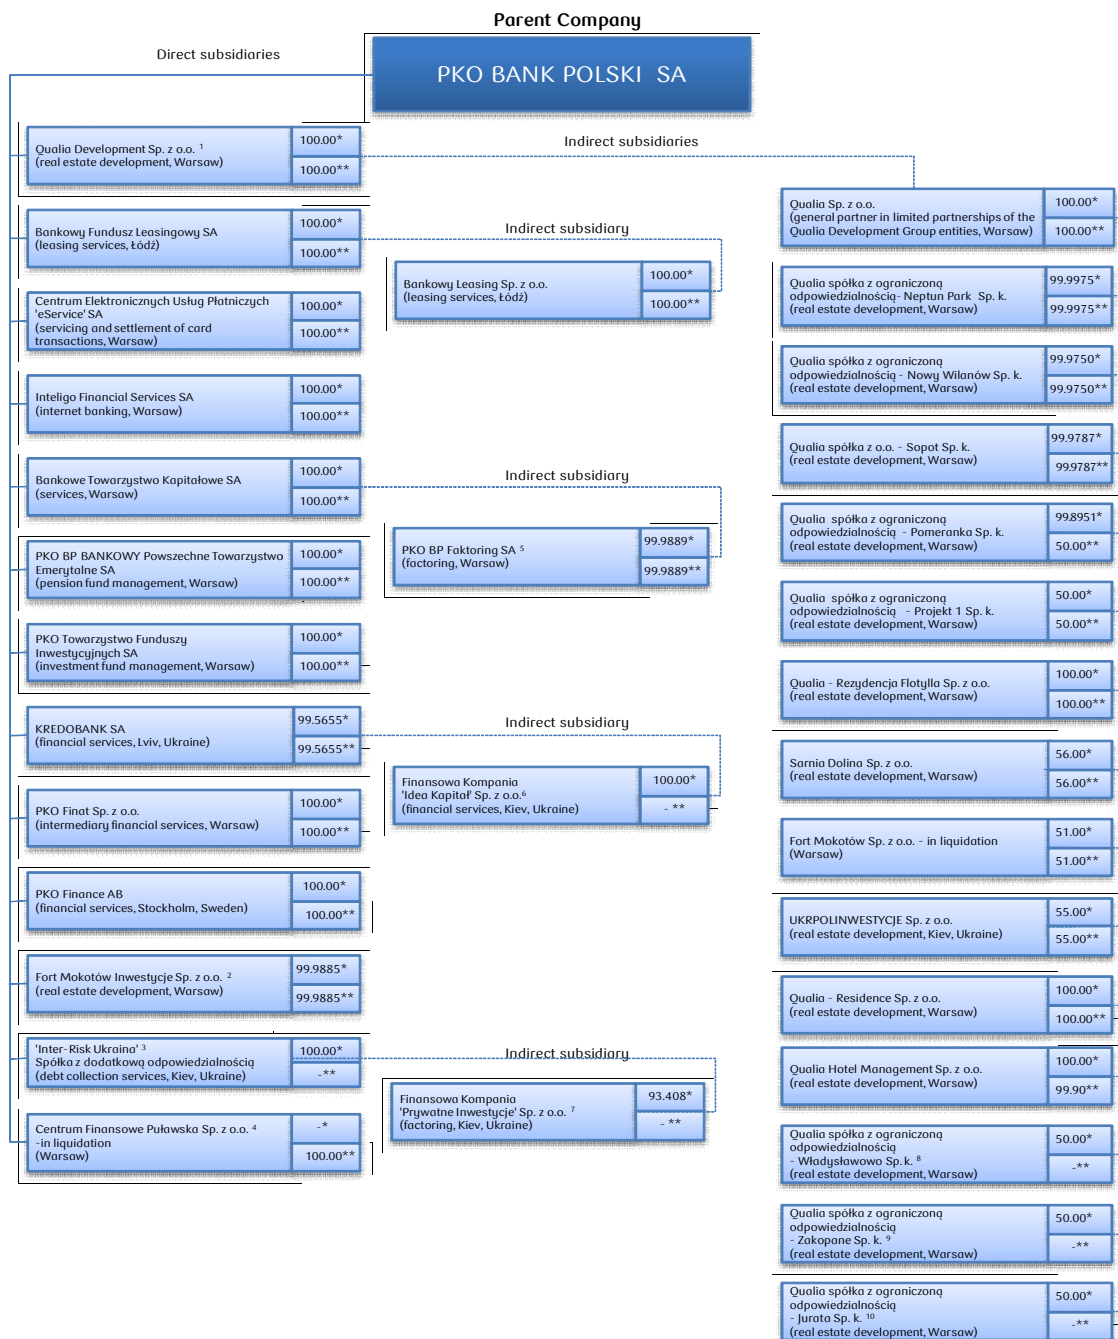 Parent Company
Direct subsidiaries
PKO BANK POLSKI SA
Qualia Development Sp. z o.o. ¹
(real estate development, Warsaw)
100.00*
100.00**
Bankowy Fundusz Leasingowy SA
(leasing services, Łódź)
100.00*
100.00**
Centrum Elektronicznych Usług Płatniczych
'eService' SA
(servicing and settlement of card
transactions, Warsaw)
100.00*
100.00**
Inteligo Financial Services SA
(internet banking, Warsaw)
100.00*
100.00**
Bankowe Towarzystwo Kapitałowe SA
(services, Warsaw)
100.00*
100.00**
PKO BP BANKOWY Powszechne Towarzystwo
Emerytalne SA
(pension fund management, Warsaw)
100.00*
100.00**
PKO Towarzystwo Funduszy
Inwestycyjnych SA
(investment fund management, Warsaw)
100.00*
100.00**
KREDOBANK SA
(financial services, Lviv, Ukraine)
99.5655*
99.5655**
PKO Finat Sp. z o.o.
(intermediary financial services, Warsaw)
100.00*
100.00**
PKO Finance AB
(financial services, Stockholm, Sweden)
100.00*
100.00**
Fort Mokotów Inwestycje Sp. z o.o. ²
(real estate development, Warsaw)
99.9885*
99.9885**
'Inter-Risk Ukraina' ³
Spółka z dodatkową odpowiedzialnością
(debt collection services, Kiev, Ukraine)
100.00*
-**
Centrum Finansowe Puławska Sp. z o.o. ⁴
-in liquidation
(Warsaw)
-*
100.00**
Indirect subsidiary
Bankowy Leasing Sp. z o.o.
(leasing services, Łódź)
100.00*
100.00**
Indirect subsidiary
PKO BP Faktoring SA ⁵
(factoring, Warsaw)
99.9889*
99.9889**
Indirect subsidiary
Finansowa Kompania
'Idea Kapitał' Sp. z o.o.⁶
(financial services, Kiev, Ukraine)
100.00*
- **
Indirect subsidiary
Finansowa Kompania
'Prywatne Inwestycje' Sp. z o.o. ⁷
(factoring, Kiev, Ukraine)
93.408*
- **
Indirect subsidiaries
Qualia Sp. z o.o.
(general partner in limited partnerships of the
Qualia Development Group entities, Warsaw)
100.00*
100.00**
Qualia spółka z ograniczoną
odpowiedzialnością- Neptun Park Sp. k.
(real estate development, Warsaw)
99.9975*
99.9975**
Qualia spółka z ograniczoną
odpowiedzialnością - Nowy Wilanów Sp. k.
(real estate development, Warsaw)
99.9750*
99.9750**
Qualia spółka z o.o. - Sopot Sp. k.
(real estate development, Warsaw)
99.9787*
99.9787**
Qualia spółka z ograniczoną
odpowiedzialnością - Pomeranka Sp. k.
(real estate development, Warsaw)
99.8951*
50.00**
Qualia spółka z ograniczoną
odpowiedzialnością - Projekt 1 Sp. k.
(real estate development, Warsaw)
50.00*
50.00**
Qualia - Rezydencja Flotylla Sp. z o.o.
(real estate development, Warsaw)
100.00*
100.00**
Sarnia Dolina Sp. z o.o.
(real estate development, Warsaw)
56.00*
56.00**
Fort Mokotów Sp. z o.o. - in liquidation
(Warsaw)
51.00*
51.00**
UKRPOLINWESTYCJE Sp. z o.o.
(real estate development, Kiev, Ukraine)
55.00*
55.00**
Qualia - Residence Sp. z o.o.
(real estate development, Warsaw)
100.00*
100.00**
Qualia Hotel Management Sp. z o.o.
(real estate development, Warsaw)
100.00*
99.90**
Qualia spółka z ograniczoną
odpowiedzialnością
- Władysławowo Sp. k. ⁸
(real estate development, Warsaw)
50.00*
-**
Qualia spółka z ograniczoną
odpowiedzialnością
- Zakopane Sp. k. ⁹
(real estate development, Warsaw)
50.00*
-**
Qualia spółka z ograniczoną
odpowiedzialnością
- Jurata Sp. k. ¹⁰
(real estate development, Warsaw)
50.00*
-**